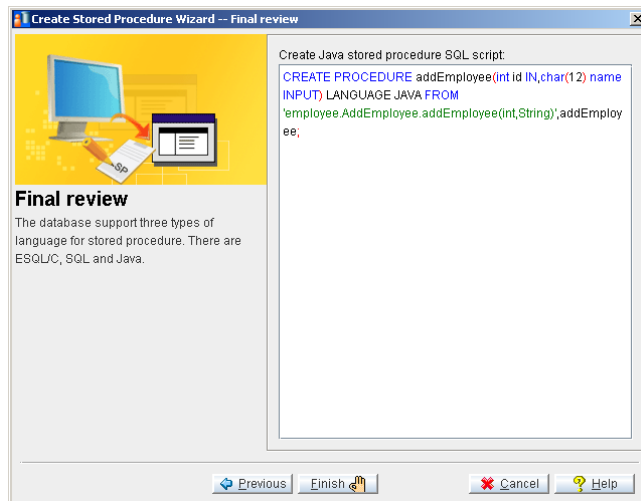 Create Stored Procedure Wizard -- Final review
Create Java stored procedure SQL script:
CREATE PROCEDURE addEmployee(int id IN,char(12) name
INPUT) LANGUAGE JAVA FROM
'employee.AddEmployee.addEmployee(int,String)',addEmploy
ee;
SP
Final review
The database support three types of
language for stored procedure. There are
ESQL/C, SQL and Java.
Previous
Finish
Cancel
Help